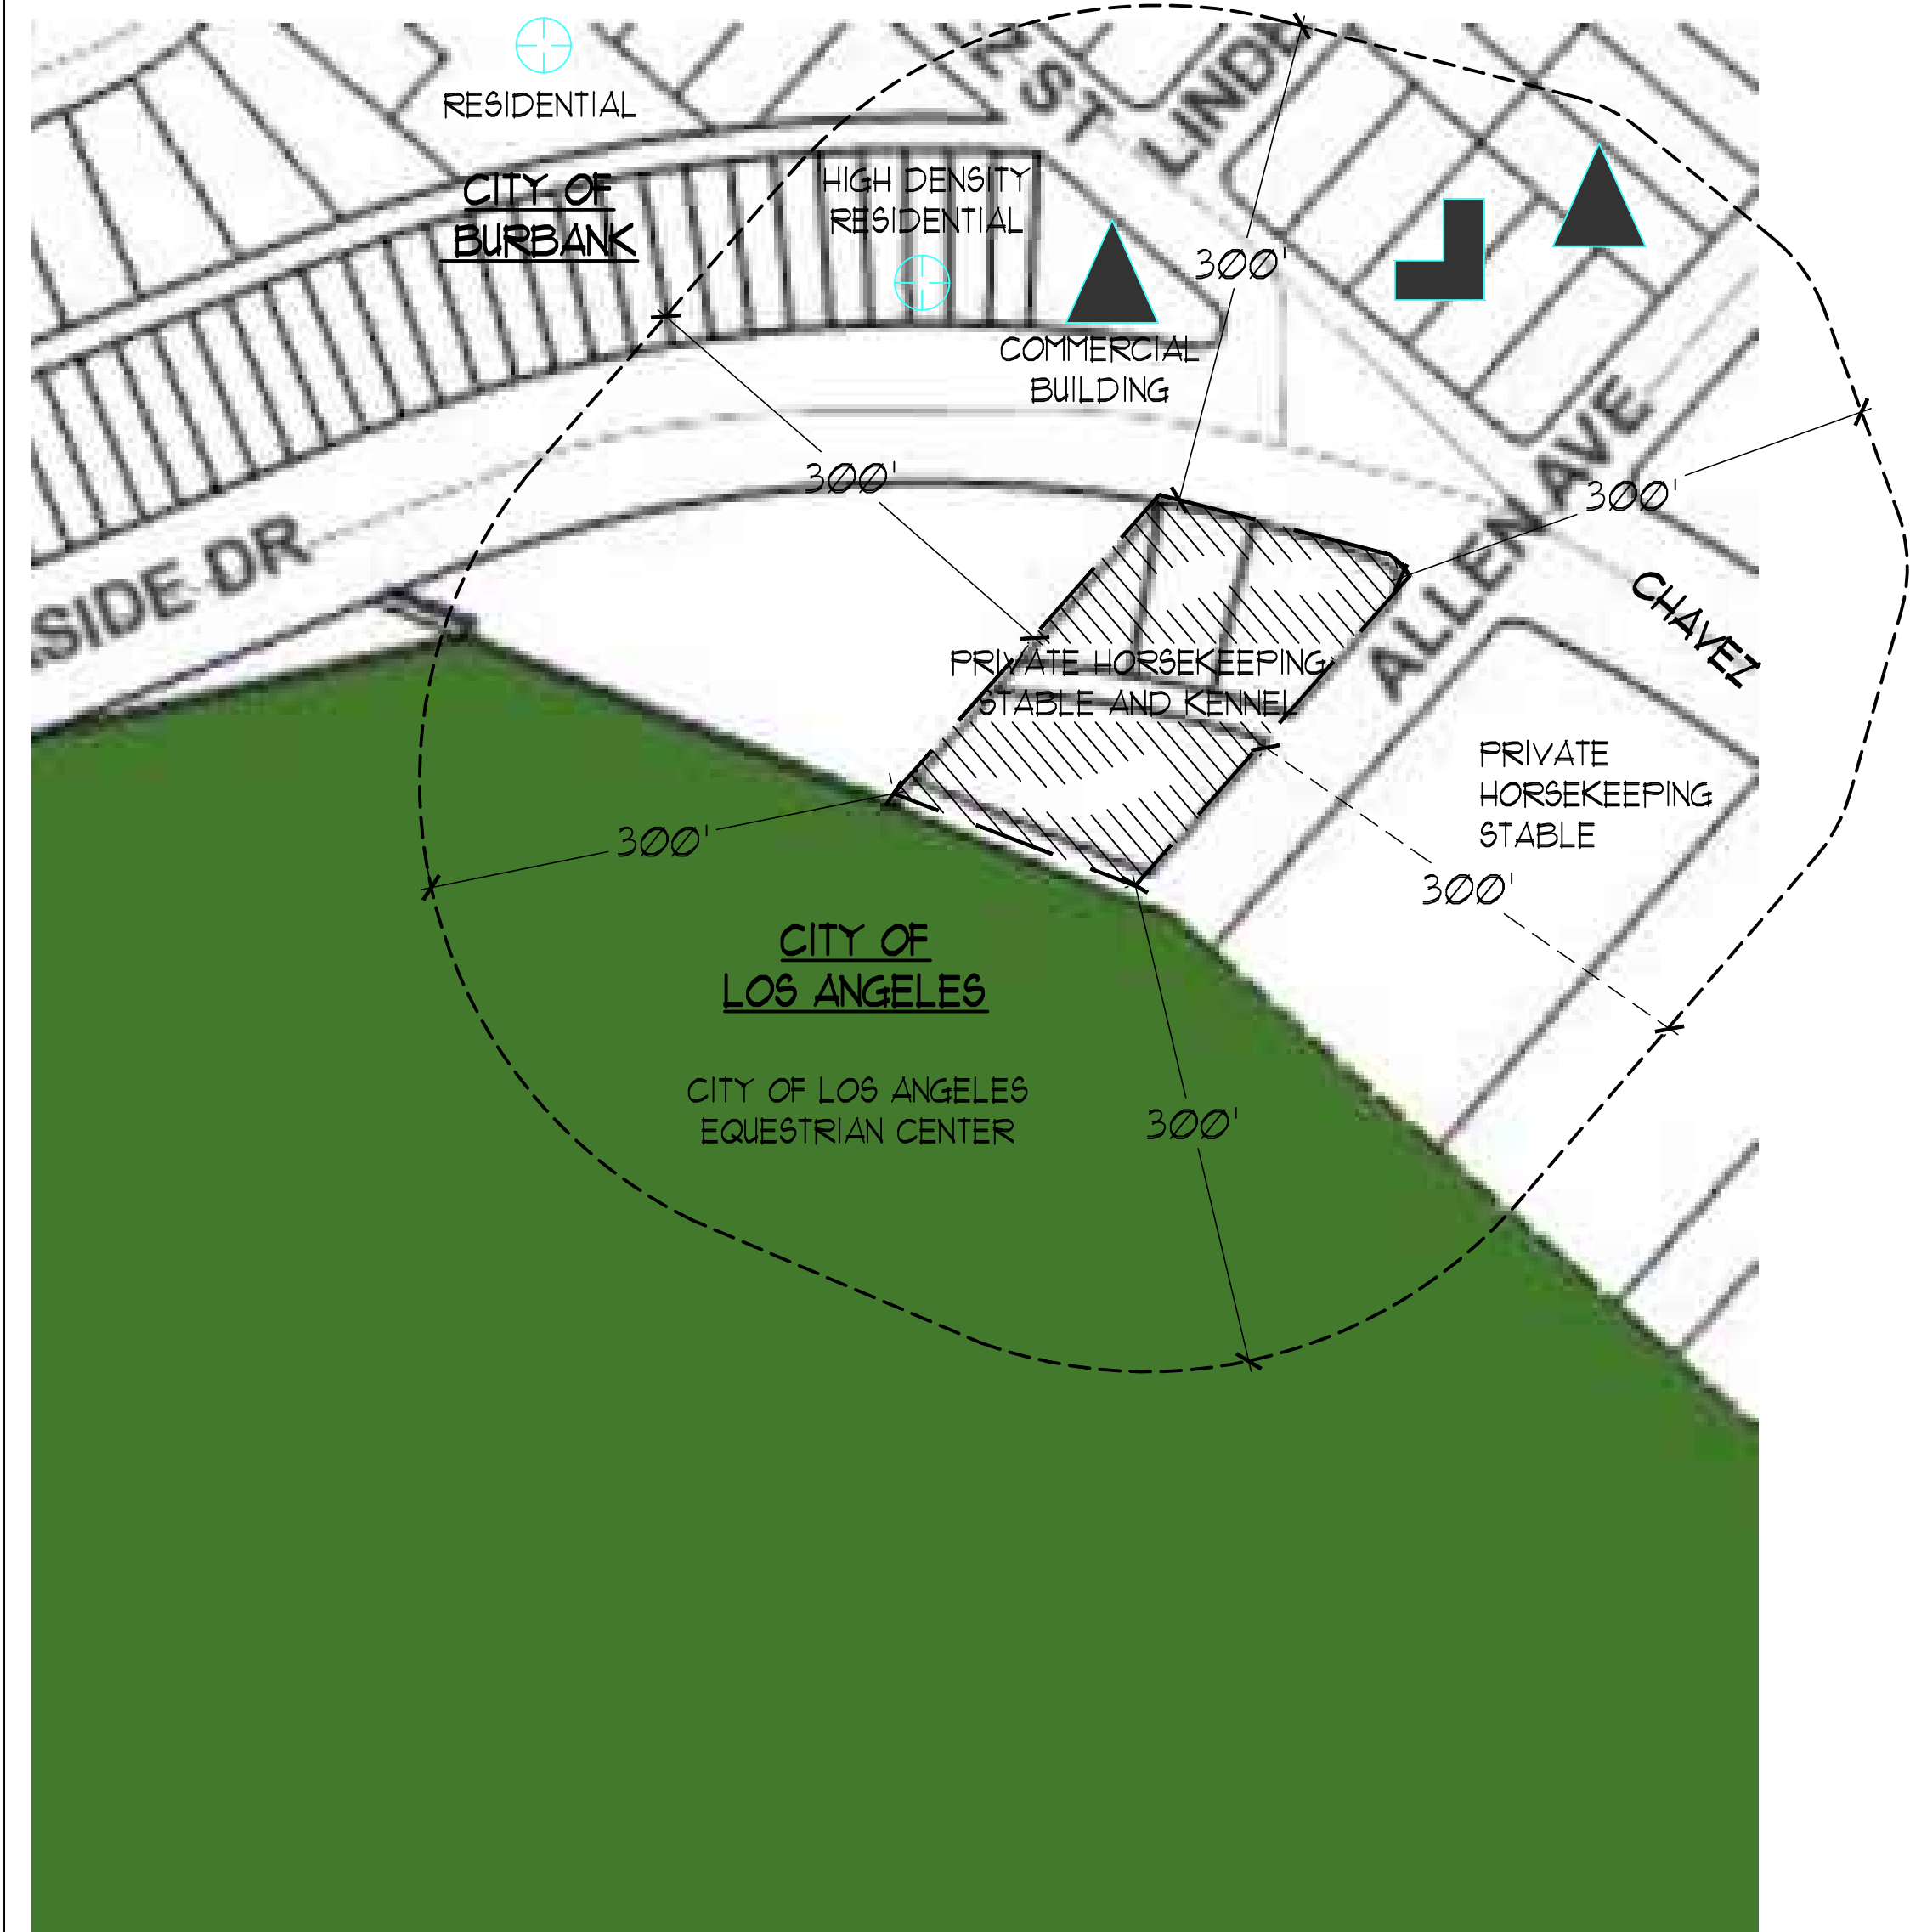 RESIDENTIAL
CITY OF
BURBANK
HIGH DENSITY
RESIDENTIAL
ST
300'
COMMERCIAL
BUILDING
300'
300'
ALLEN AVE
SIDE DR
CHAVEZ
PRIVATE HORSEKEEPING
STABLE AND KENNEL
PRIVATE
HORSEKEEPING
STABLE
300'
300'
CITY OF
LOS ANGELES
CITY OF LOS ANGELES
EQUESTRIAN CENTER
300'